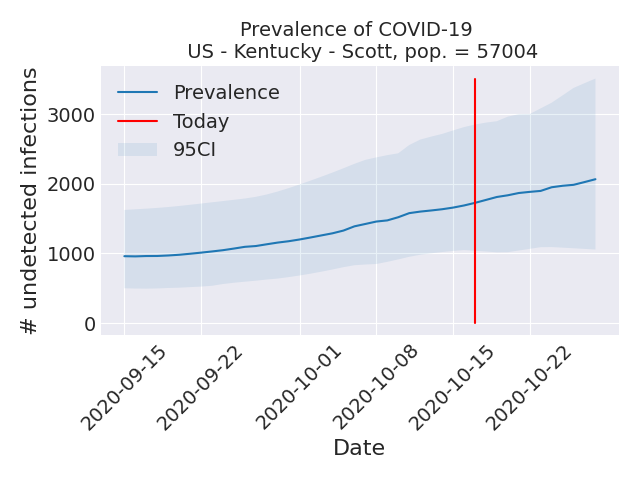 Prevalence of COVID-19
US - Kentucky - Scott, pop. = 57004
# undetected infections
3000
2000
1000
0
Prevalence
Today
95CI
2020-09-15
2020-09-22
2020-10-01
2020-10-08
2020-10-15
2020-10-22
Date